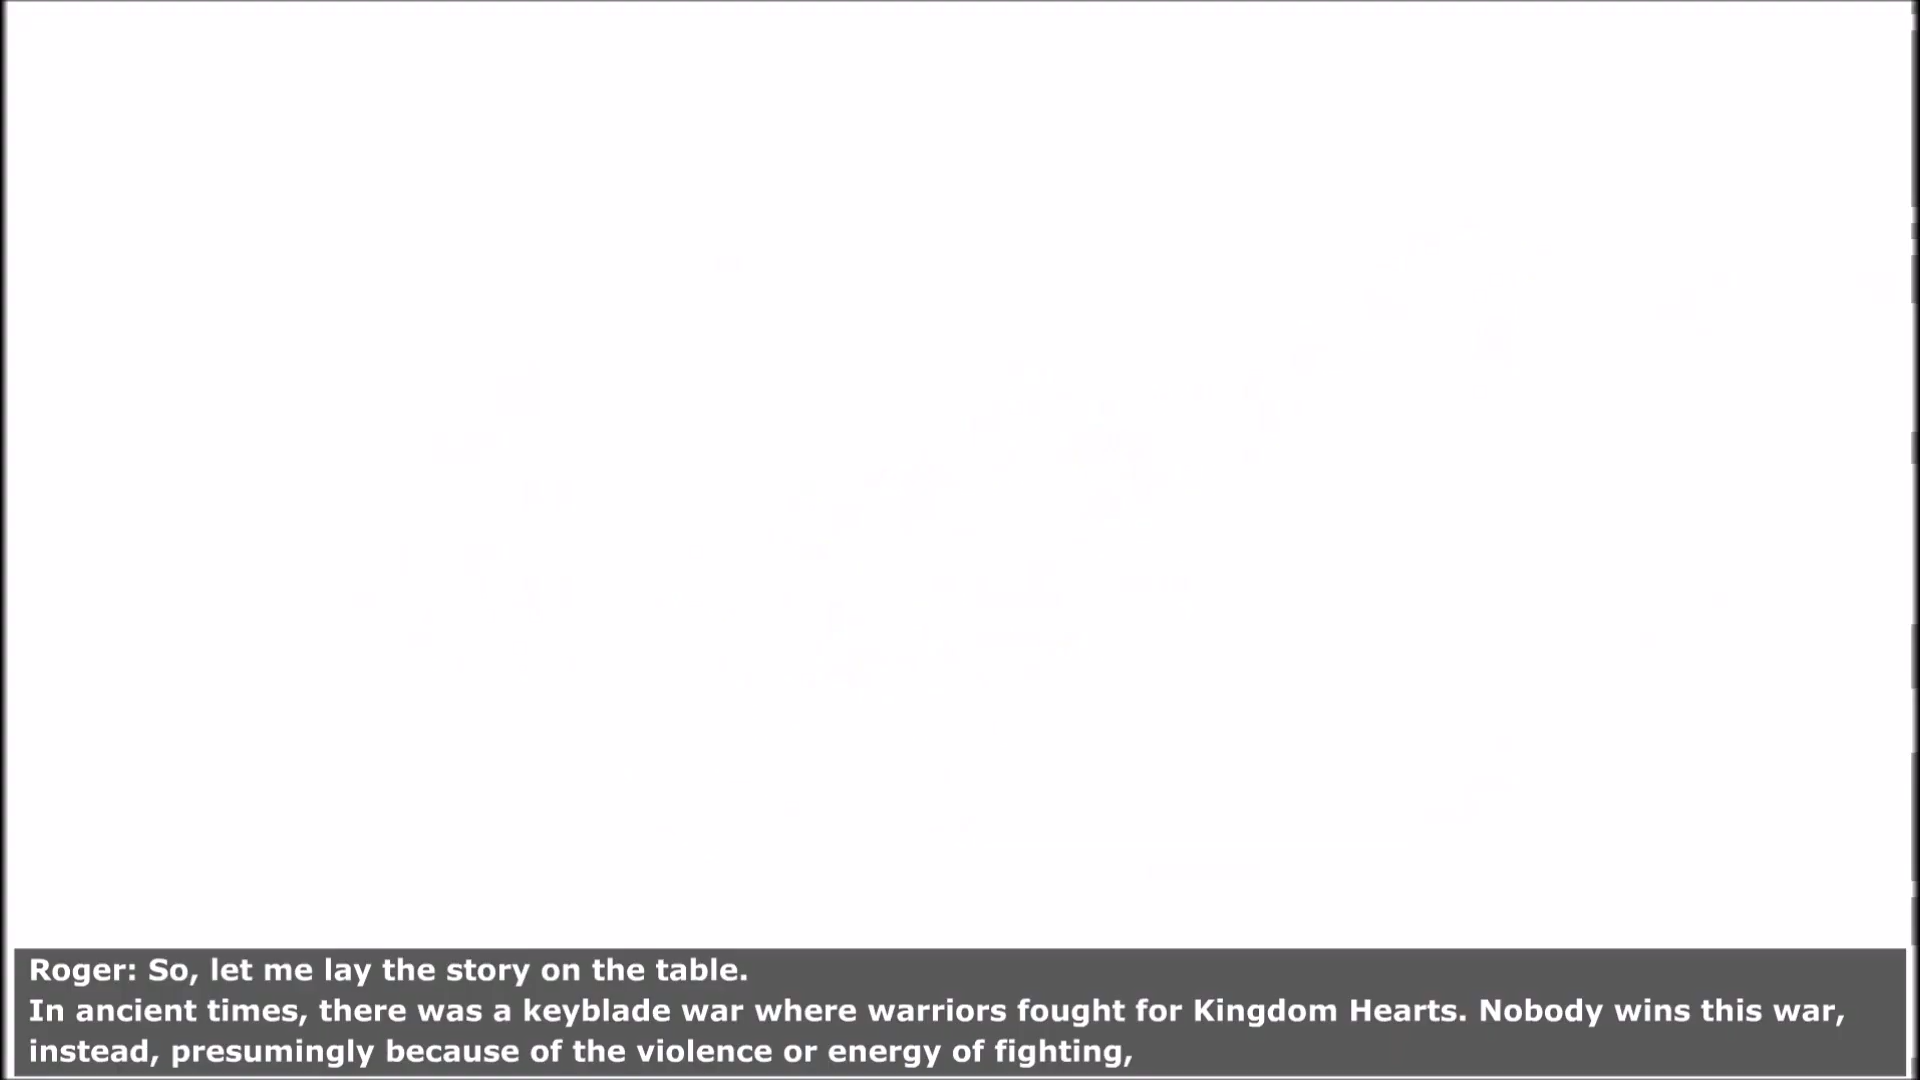 Roger: So, let me lay the story on the table.
In ancient times, there was a keyblade war where warriors fought for Kingdom Hearts. Nobody wins this war,
instead, presumingly because of the violence or energy of fighting,